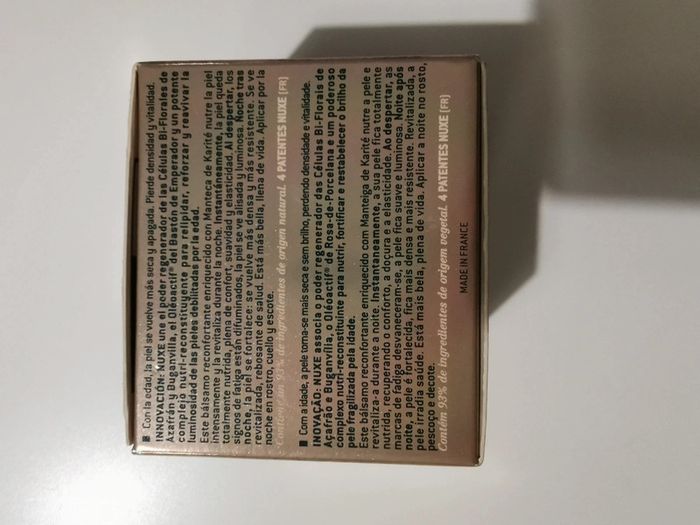 ■ Con la edad, la piel se vuelve más seca y apagada. Pierde densidad y vitalidad.
INNOVACIÓN: NUXE une el poder regenerador de las Células Bi-Florales de
Azafrán y Buganvilia, el Oléoactif® del Bastón de Emperador y un potente
complejo nutri-reconstituyente para relipidar, reforzar y reavivar la
luminosidad de las pieles debilitadas por la edad.
Este bálsamo reconfortante enriquecido con Manteca de Karité nutre la piel
intensamente y la revitaliza durante la noche. Instantáneamente, la piel queda
totalmente nutrida, plena de confort, suavidad y elasticidad. Al despertar, los
signos de fatiga están difuminados, la piel se ve alisada y luminosa. Noche tras
noche, la piel se fortalece: se vuelve más densa y más resistente. Se ve
revitalizada, rebosante de salud. Está más bella, llena de vida. Aplicar por la
noche en rostro, cuello y escote.
Contiene un 93% de ingredientes de origen natural. 4 PATENTES NUXE (FR)
■ Com a idade, a pele torna-se mais seca e sem brilho, perdendo densidade e vitalidade.
INOVAÇÃO: NUXE associa o poder regenerador das Células Bi-Florais de
Açafrão e Buganvília, o Oléoactif® de Rosa-de-Porcelana e um poderoso
complexo nutri-reconstituinte para nutrir, fortificar e restabelecer o brilho da
pele fragilizada pela idade.
Este bálsamo reconfortante enriquecido com Manteiga de Karité nutre a pele e
revitaliza-a durante a noite. Instantaneamente, a sua pele fica totalmente
nutrida, recuperando o conforto, a doçura e a elasticidade. Ao despertar, as
marcas de fadiga desvaneceram-se, a pele fica suave e luminosa. Noite após
noite, a pele é fortalecida, fica mais densa e mais resistente. Revitalizada, a
pele irradia saúde. Está mais bela, plena de vida. Aplicar à noite no rosto,
pescoço e decote.
Contém 93% de ingredientes de origem vegetal. 4 PATENTES NUXE (FR)
MADE IN FRANCE